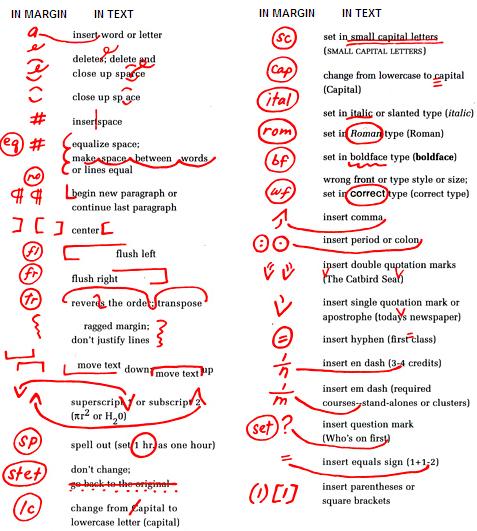 IN MARGIN IN TEXT
a insert word or letter
deletes; delete and
close up sparce
close up sp ace
# insertspace
eq # equalize space;
make space between words
no or lines equal
¶ ¶ begin new paragraph or
continue last paragraph
] [ ] [ center [
fl flush left
fr flush right
tr reveres the order; transpose
ragged margin;
don't justify lines
move text down; move text up
superscript 1 or subscript 2
(πr² or H₂0)
sp spell out (set 1 hr. as one hour)
stet don't change;
go back to the original
lc change from Capital to
lowercase letter (capital)
IN MARGIN IN TEXT
sc set in small capital letters
(SMALL CAPITAL LETTERS)
cap change from lowercase to capital
(Capital)
ital set in italic or slanted type (italic)
rom set in Roman type (Roman)
bf set in boldface type (boldface)
wrong front or type style or size;
wf set in correct type (correct type)
insert comma
: . insert period or colon
insert double quotation marks
(The Catbird Seat)
insert single quotation mark or
apostrophe (todays newspaper)
= insert hyphen (first class)
1/n insert en dash (3-4 credits)
1/m insert em dash (required
courses-stand-alones or clusters)
set ? insert question mark
(Who's on first)
= insert equals sign (1+1-2)
(1) [1] insert parentheses or
square brackets